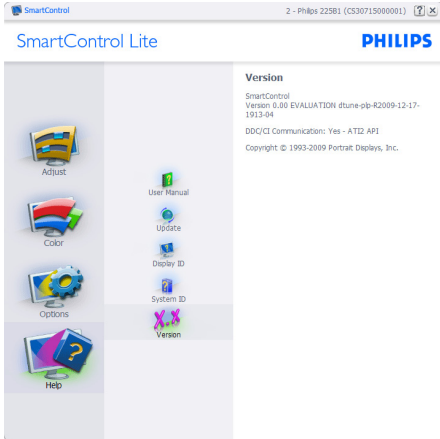 SmartControl
2 - Philips 225B1 (CS30715000001)
SmartControl Lite
PHILIPS
Adjust
Color
Options
Help
User Manual
Update
Display ID
System ID
X.X
Version
Version
SmartControl
Version 0.00 EVALUATION dtune-plp-R2009-12-17-
1913-04
DDC/CI Communication: Yes - ATI2 API
Copyright © 1993-2009 Portrait Displays, Inc.